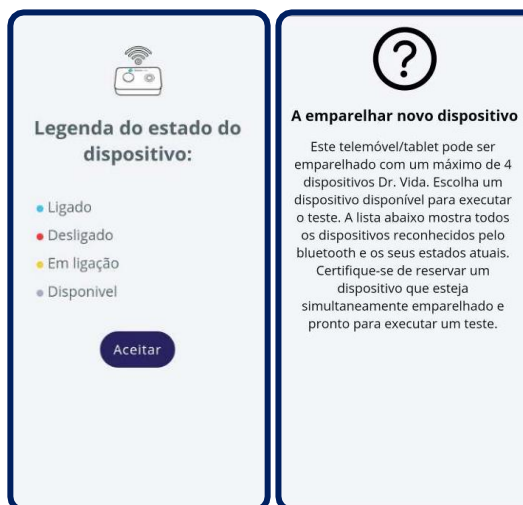 Legenda do estado do
dispositivo:
Ligado
Desligado
Em ligação
Disponivel
Aceitar
A emparelhar novo dispositivo
Este telemóvel/tablet pode ser
emparelhado com um máximo de 4
dispositivos Dr. Vida. Escolha um
dispositivo disponível para executar
o teste. A lista abaixo mostra todos
os dispositivos reconhecidos pelo
bluetooth e os seus estados atuais.
Certifique-se de reservar um
dispositivo que esteja
simultaneamente emparelhado e
pronto para executar um teste.